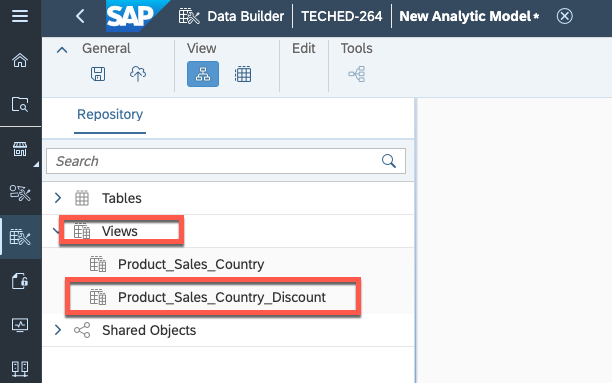 SAP Data Builder TECHED-264 New Analytic Model*
General View Edit Tools
Repository
Search
Tables
Views
Product_Sales_Country
Product_Sales_Country_Discount
Shared Objects